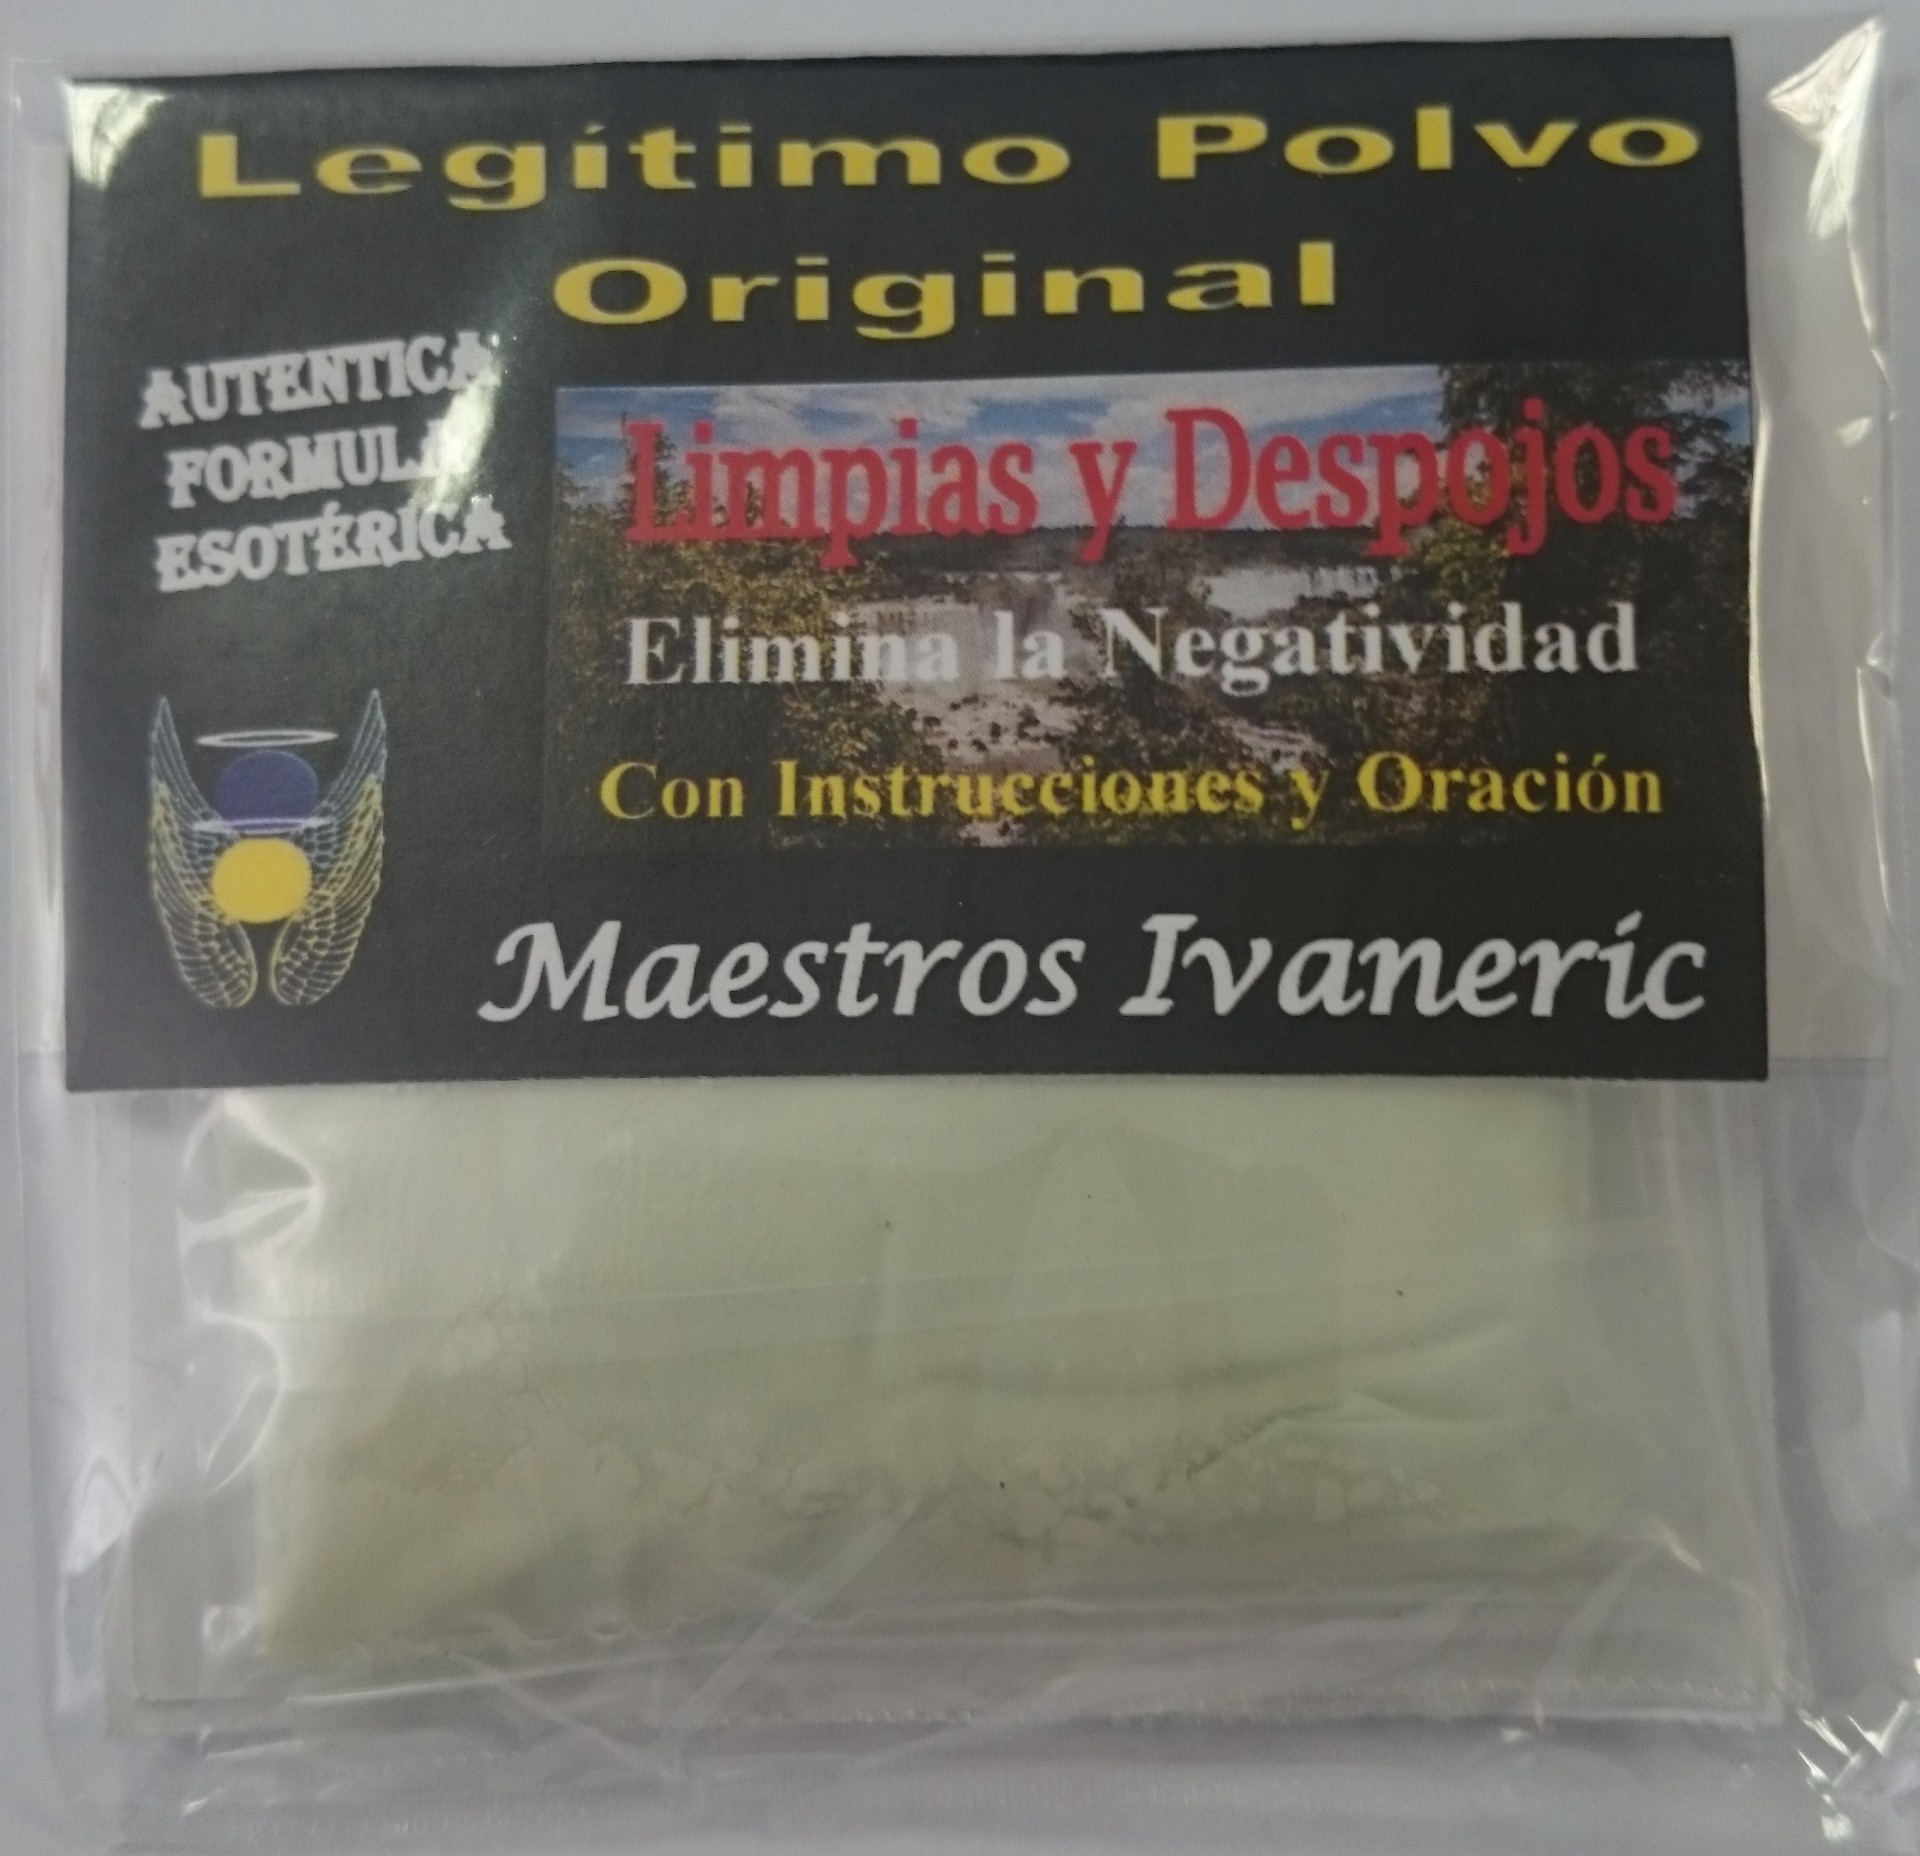 Legítimo Polvo
Original
AUTENTICA
FORMULA
ESOTÉRICA
Limpias y Despojos
Elimina la Negatividad
Con Instrucciones y Oración
Maestros Ivaneric